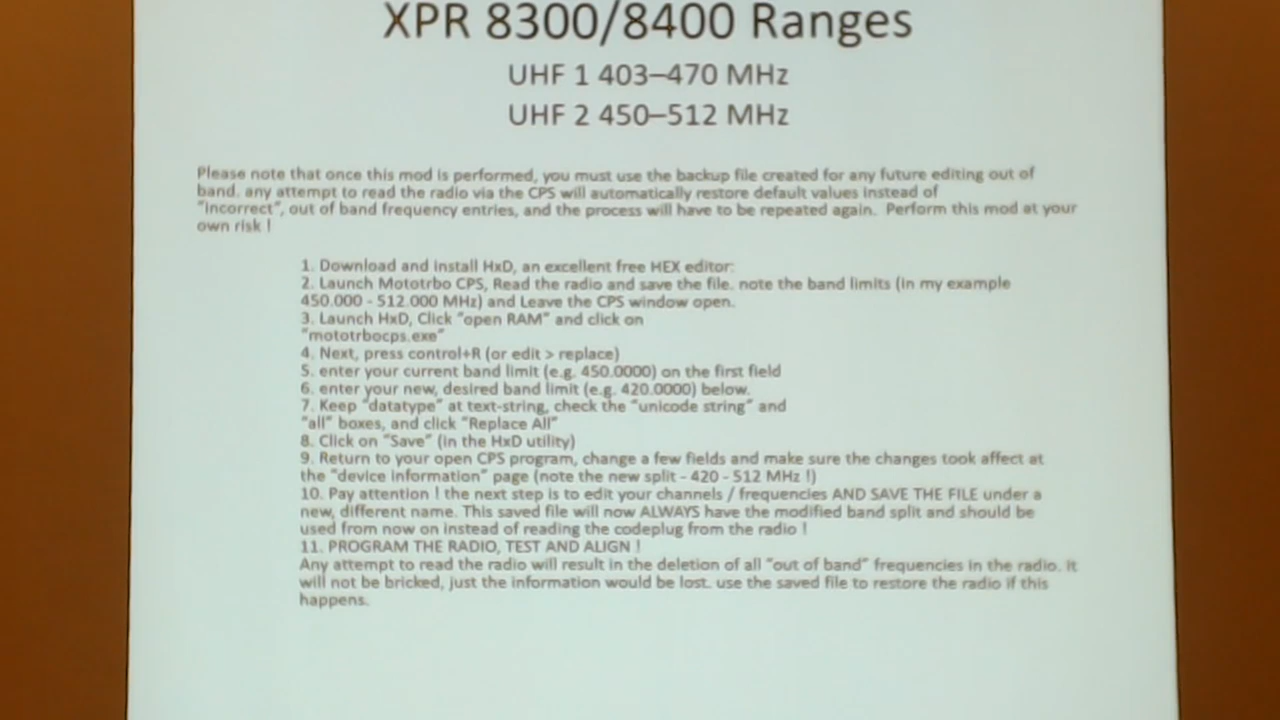 XPR 8300/8400 Ranges
UHF 1 403–470 MHz
UHF 2 450–512 MHz
Please note that once this mod is performed, you must use the backup file created for any future editing out of
band. any attempt to read the radio via the CPS will automatically restore default values instead of
"incorrect", out of band frequency entries, and the process will have to be repeated again.  Perform this mod at your
own risk !
1. Download and install HxD, an excellent free HEX editor:
2. Launch Mototrbo CPS, Read the radio and save the file. note the band limits (in my example
450.000 - 512.000 MHz) and Leave the CPS window open.
3. Launch HxD, Click "open RAM" and click on
"mototrbocps.exe"
4. Next, press control+R (or edit > replace)
5. enter your current band limit (e.g. 450.0000) on the first field
6. enter your new, desired band limit (e.g. 420.0000) below.
7. Keep "datatype" at text-string, check the "unicode string" and
"all" boxes, and click "Replace All"
8. Click on "Save" (in the HxD utility)
9. Return to your open CPS program, change a few fields and make sure the changes took affect at
the "device information" page (note the new split - 420 - 512 MHz !)
10. Pay attention ! the next step is to edit your channels / frequencies AND SAVE THE FILE under a
new, different name. This saved file will now ALWAYS have the modified band split and should be
used from now on instead of reading the codeplug from the radio !
11. PROGRAM THE RADIO, TEST AND ALIGN !
Any attempt to read the radio will result in the deletion of all "out of band" frequencies in the radio. It
will not be bricked, just the information would be lost. use the saved file to restore the radio if this
happens.